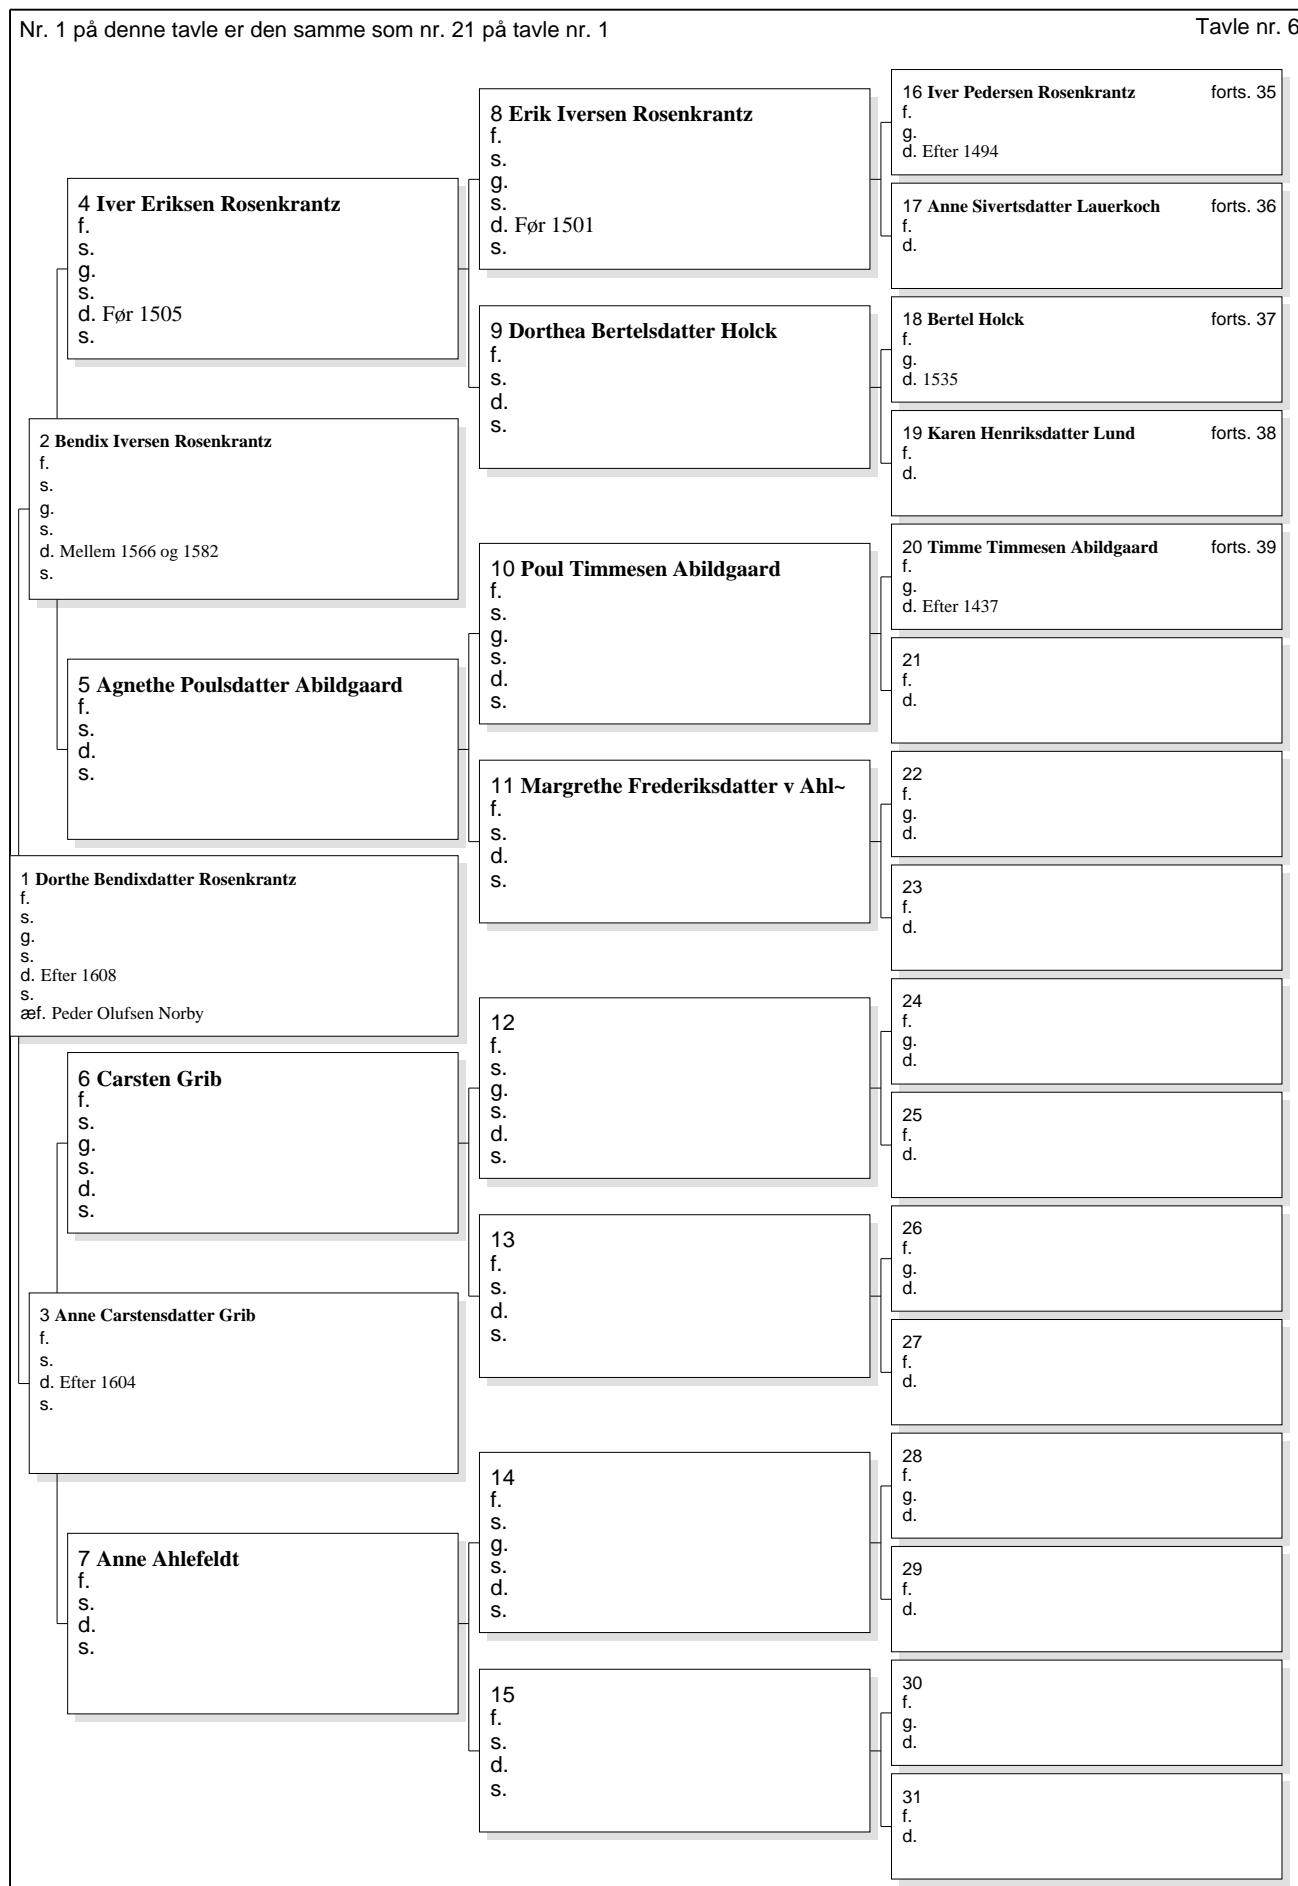 Nr. 1 på denne tavle er den samme som nr. 21 på tavle nr. 1
Tavle nr. 6
1 Dorthe Bendixdatter Rosenkrantz
f.
s.
g.
s.
d. Efter 1608
s.
æf. Peder Olufsen Norby
2 Bendix Iversen Rosenkrantz
f.
s.
g.
s.
d. Mellem 1566 og 1582
s.
3 Anne Carstensdatter Grib
f.
s.
d. Efter 1604
s.
4 Iver Eriksen Rosenkrantz
f.
s.
g.
s.
d. Før 1505
s.
5 Agnethe Poulsdatter Abildgaard
f.
s.
d.
s.
6 Carsten Grib
f.
s.
g.
s.
d.
s.
7 Anne Ahlefeldt
f.
s.
d.
s.
8 Erik Iversen Rosenkrantz
f.
s.
g.
s.
d. Før 1501
s.
9 Dorthea Bertelsdatter Holck
f.
s.
d.
s.
10 Poul Timmesen Abildgaard
f.
s.
g.
s.
d.
s.
11 Margrethe Frederiksdatter v Ahl~
f.
s.
d.
s.
12
f.
s.
g.
s.
d.
s.
13
f.
s.
d.
s.
14
f.
s.
g.
s.
d.
s.
15
f.
s.
d.
s.
16 Iver Pedersen Rosenkrantz forts. 35
f.
g.
d. Efter 1494
17 Anne Sivertsdatter Lauerkoch forts. 36
f.
d.
18 Bertel Holck forts. 37
f.
g.
d. 1535
19 Karen Henriksdatter Lund forts. 38
f.
d.
20 Timme Timmesen Abildgaard forts. 39
f.
g.
d. Efter 1437
21
f.
d.
22
f.
g.
d.
23
f.
d.
24
f.
g.
d.
25
f.
d.
26
f.
g.
d.
27
f.
d.
28
f.
g.
d.
29
f.
d.
30
f.
g.
d.
31
f.
d.